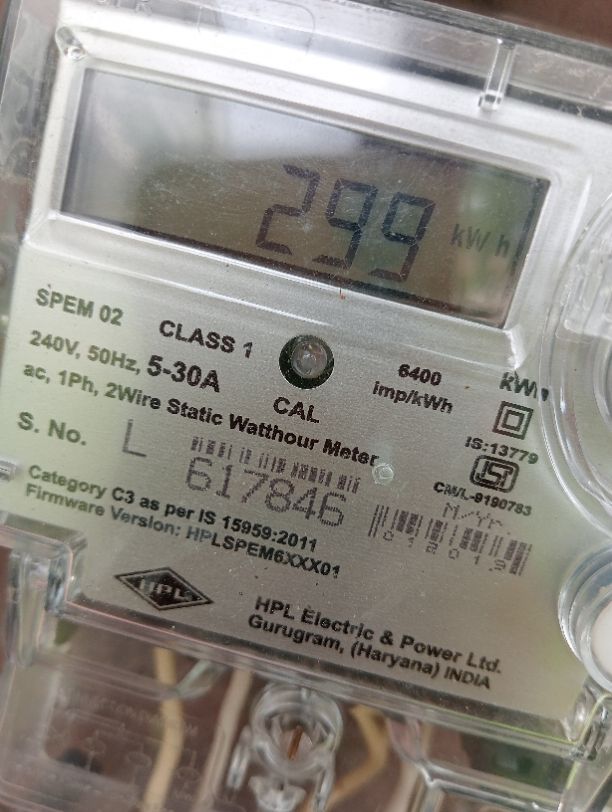 299 kWh
SPEM 02
CLASS 1
240V, 50Hz, 5-30A
CAL
6400
imp/kWh
kWh
ac, 1Ph, 2Wire Static Watthour Meter
IS:13779
S. No. L 617846
CM/L-9190783
M/Yr.
Category C3 as per IS 15959:2011
Firmware Version: HPLSPEM6XXX01
HPL
HPL Electric & Power Ltd.
Gurugram, (Haryana) INDIA